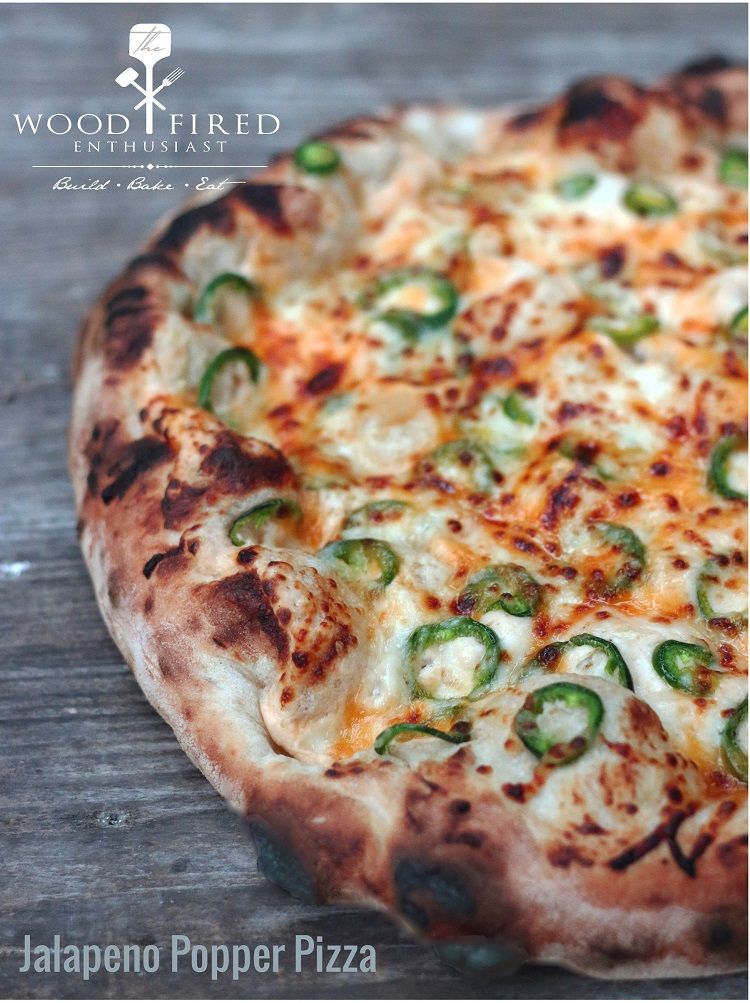 the
WOOD FIRED
ENTHUSIAST
Build • Bake • Eat
Jalapeno Popper Pizza